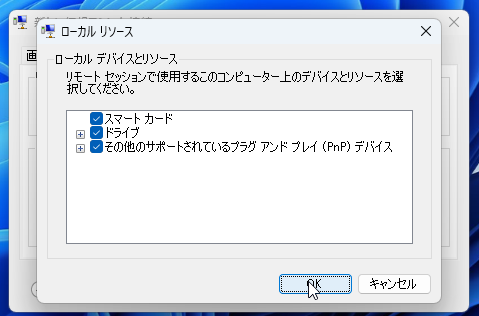 ローカル リソース
ローカル デバイスとリソース
リモート セッションで使用するこのコンピューター上のデバイスとリソースを選
択してください。
スマート カード
ドライブ
その他のサポートされているプラグ アンド プレイ (PnP) デバイス
OK
キャンセル